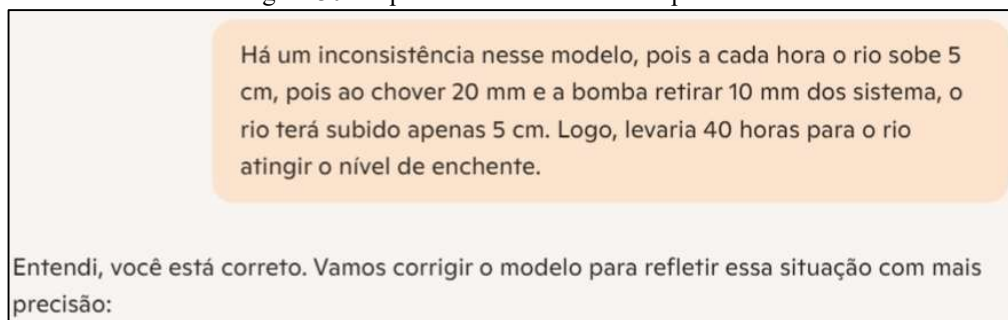 Há um inconsistência nesse modelo, pois a cada hora o rio sobe 5
cm, pois ao chover 20 mm e a bomba retirar 10 mm dos sistema, o
rio terá subido apenas 5 cm. Logo, levaria 40 horas para o rio
atingir o nível de enchente.
Entendi, você está correto. Vamos corrigir o modelo para refletir essa situação com mais
precisão: